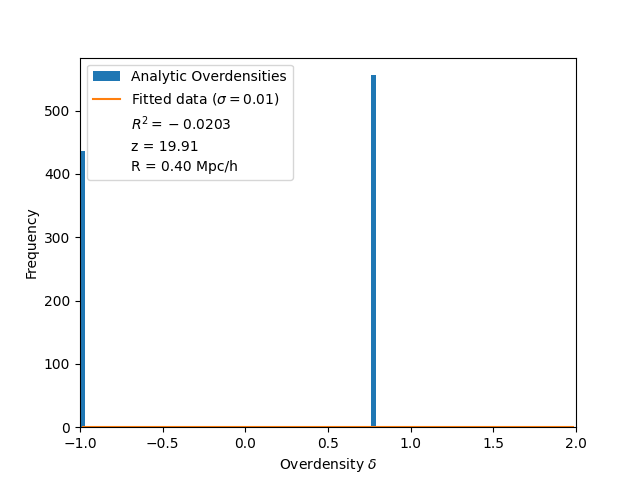 Analytic Overdensities
Fitted data (σ = 0.01)
R² = −0.0203
z = 19.91
R = 0.40 Mpc/h
500
400
300
200
100
0
Frequency
−1.0 −0.5 0.0 0.5 1.0 1.5 2.0
Overdensity δ